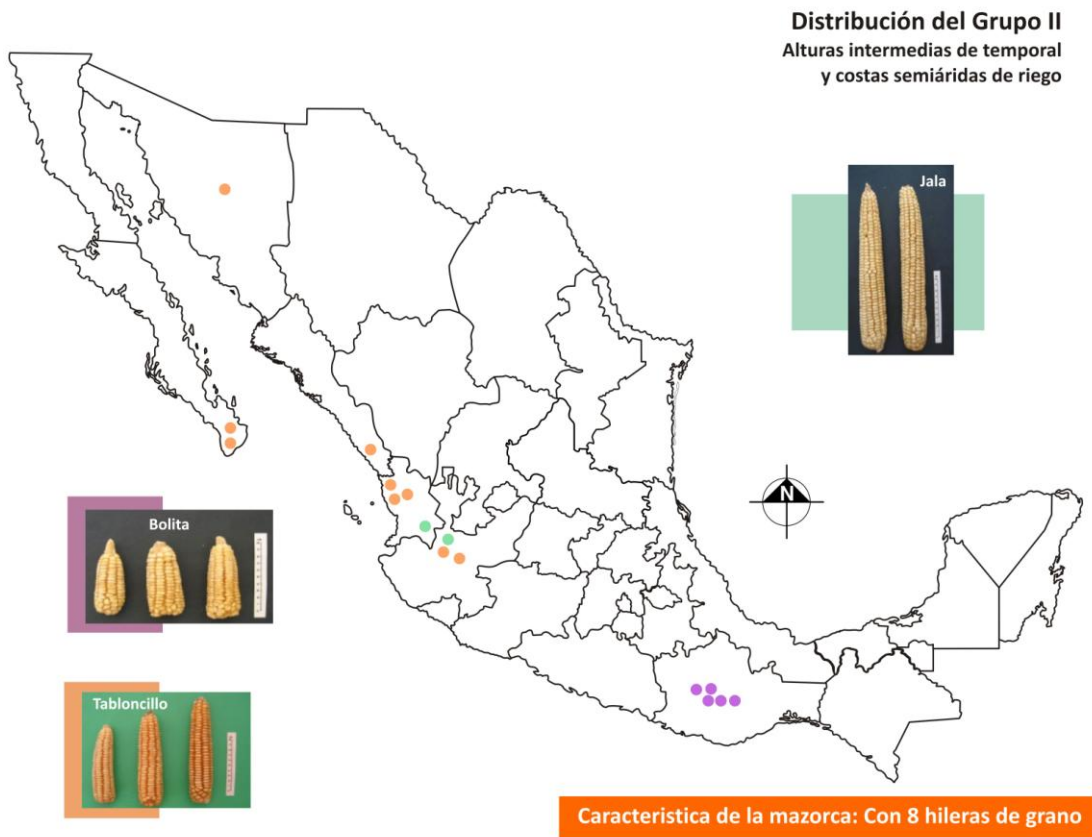 Distribución del Grupo II
Alturas intermedias de temporal
y costas semiáridas de riego
Jala
N
Bolita
Tabloncillo
Caracteristica de la mazorca: Con 8 hileras de grano